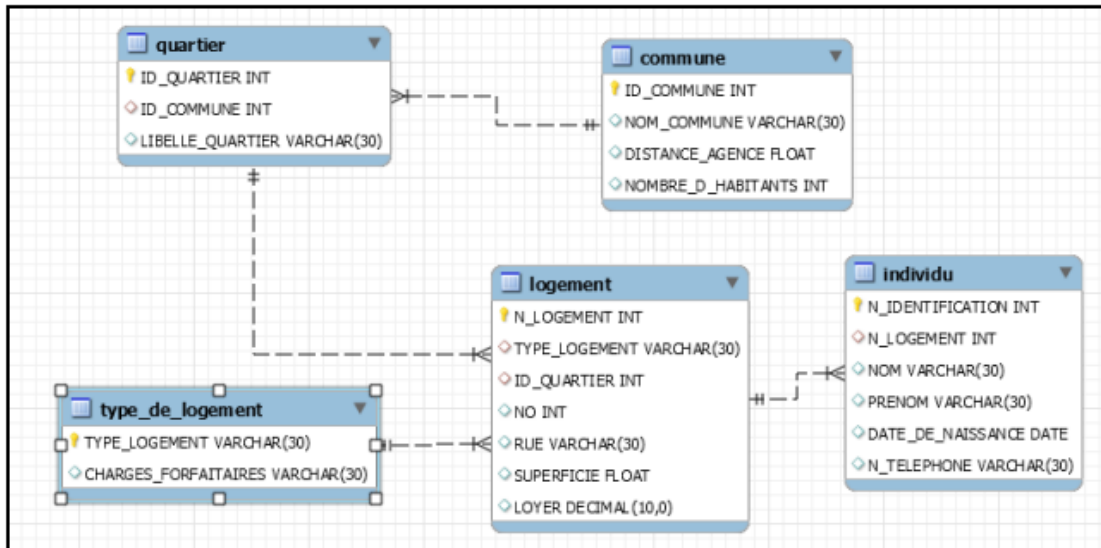 quartier
ID_QUARTIER INT
ID_COMMUNE INT
LIBELLE_QUARTIER VARCHAR(30)
commune
ID_COMMUNE INT
NOM_COMMUNE VARCHAR(30)
DISTANCE_AGENCE FLOAT
NOMBRE_D_HABITANTS INT
logement
N_LOGEMENT INT
TYPE_LOGEMENT VARCHAR(30)
ID_QUARTIER INT
NO INT
RUE VARCHAR(30)
SUPERFICIE FLOAT
LOYER DECIMAL(10,0)
individu
N_IDENTIFICATION INT
N_LOGEMENT INT
NOM VARCHAR(30)
PRENOM VARCHAR(30)
DATE_DE_NAISSANCE DATE
N_TELEPHONE VARCHAR(30)
type_de_logement
TYPE_LOGEMENT VARCHAR(30)
CHARGES_FORFAITAIRES VARCHAR(30)